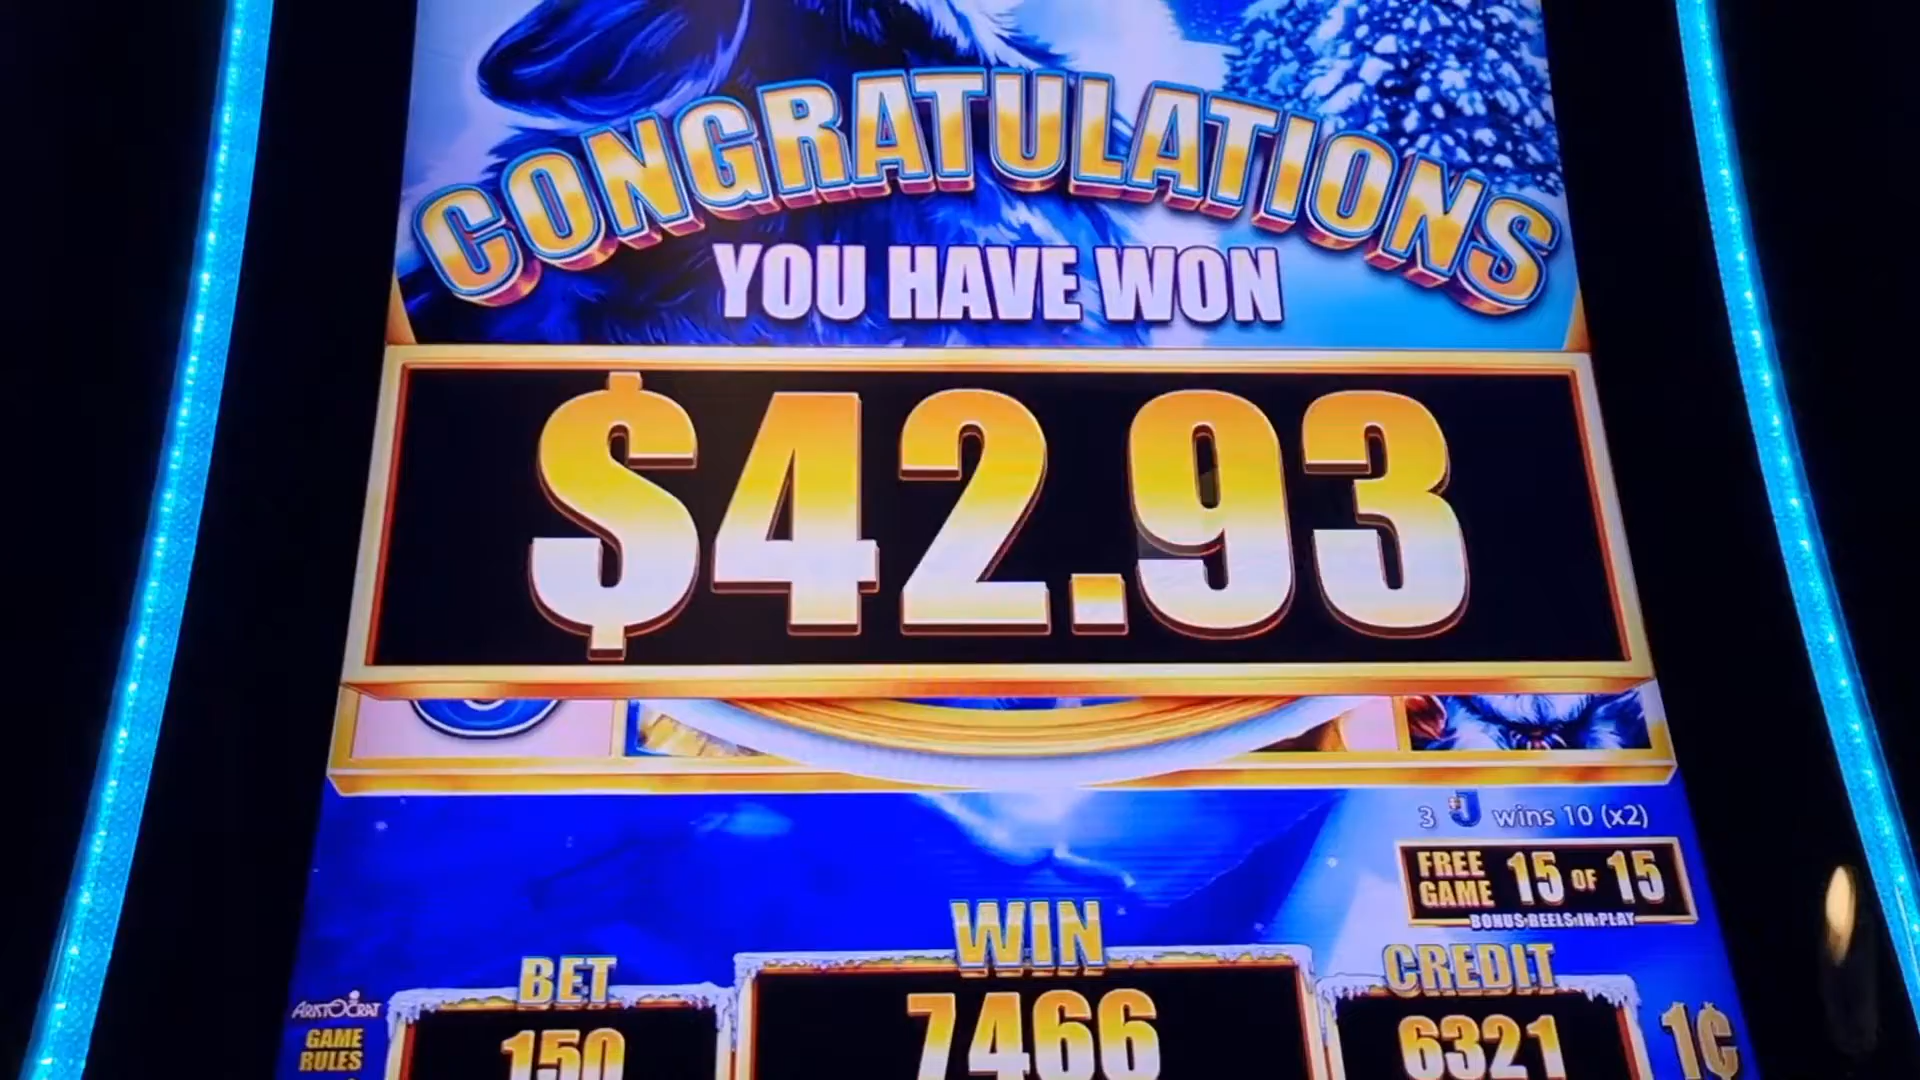 CONGRATULATIONS
YOU HAVE WON
$42.93
3 J wins 10 (x2)
FREE GAME 15 OF 15
BONUS REELS IN PLAY
BET
WIN
CREDIT
ARISTOCRAT
GAME RULES
150
7466
6321
1¢